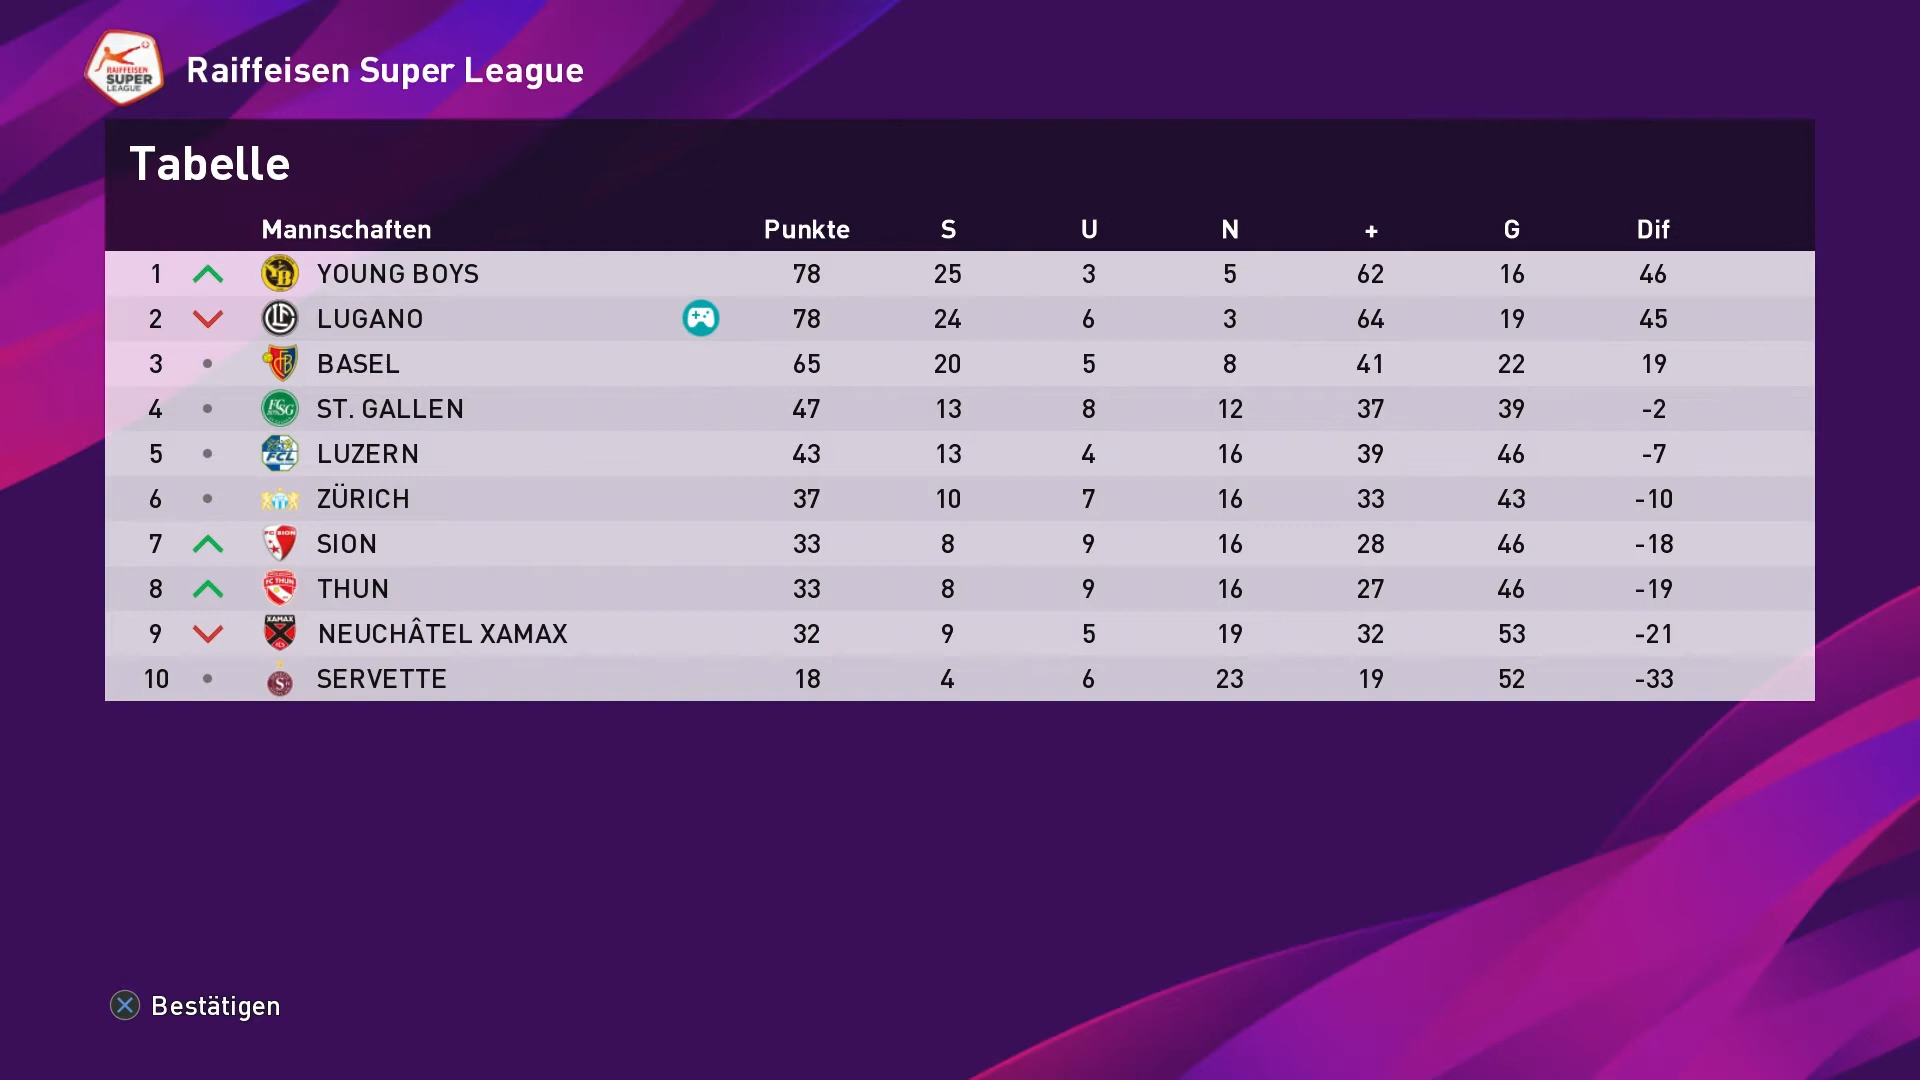 RAIFFEISEN
SUPER
LEAGUE
Raiffeisen Super League
Tabelle
Mannschaften Punkte S U N + G Dif
1 YOUNG BOYS 78 25 3 5 62 16 46
2 LUGANO 78 24 6 3 64 19 45
3 BASEL 65 20 5 8 41 22 19
4 ST. GALLEN 47 13 8 12 37 39 -2
5 LUZERN 43 13 4 16 39 46 -7
6 ZÜRICH 37 10 7 16 33 43 -10
7 SION 33 8 9 16 28 46 -18
8 THUN 33 8 9 16 27 46 -19
9 NEUCHÂTEL XAMAX 32 9 5 19 32 53 -21
10 SERVETTE 18 4 6 23 19 52 -33
Bestätigen